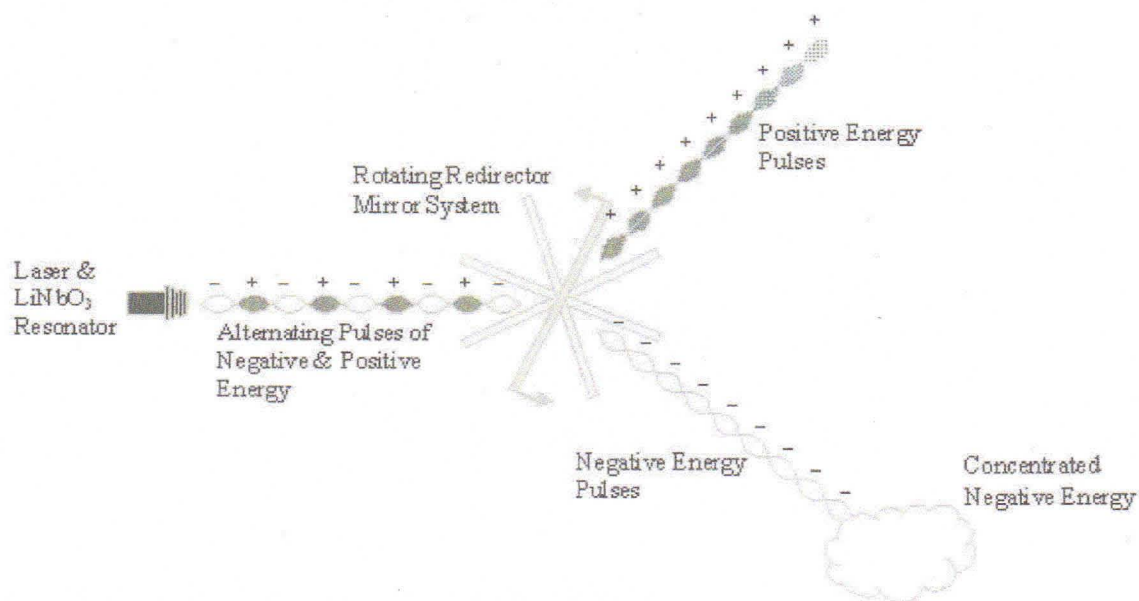 Positive Energy
Pulses
Rotating Redirector
Mirror System
Laser &
LiNbO3
Resonator
Alternating Pulses of
Negative & Positive
Energy
Negative Energy
Pulses
Concentrated
Negative Energy
+ + + + + + + + +
− + − + − + − + −
− − − − − − − − −